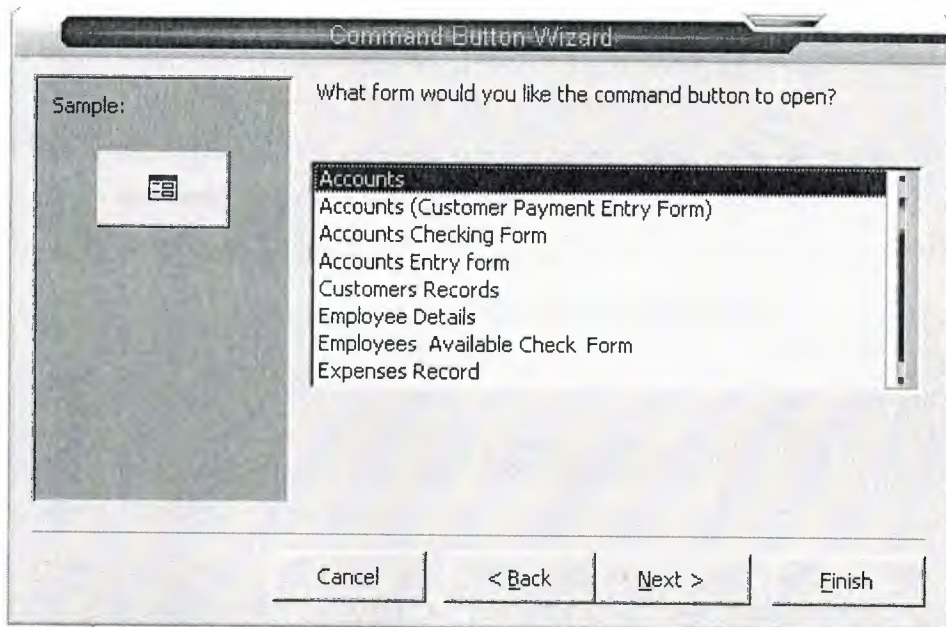 Command Button Wizard
Sample:
What form would you like the command button to open?
Accounts
Accounts (Customer Payment Entry Form)
Accounts Checking Form
Accounts Entry form
Customers Records
Employee Details
Employees  Available Check  Form
Expenses Record
Cancel
< Back
Next >
Finish